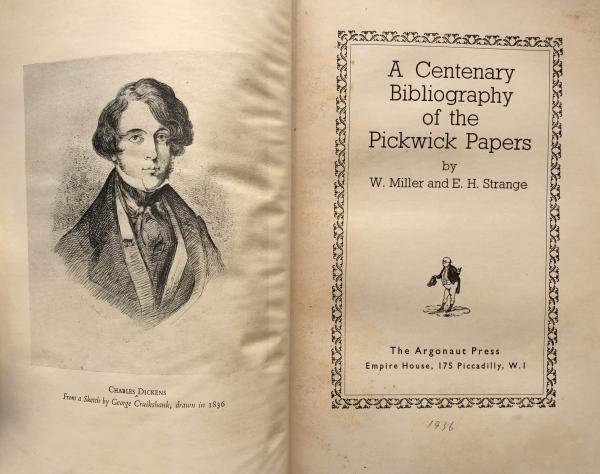 Charles Dickens
From a Sketch by George Cruikshank, drawn in 1836
A Centenary
Bibliography
of the
Pickwick Papers
by
W. Miller and E. H. Strange
The Argonaut Press
Empire House, 175 Piccadilly, W.1
1936